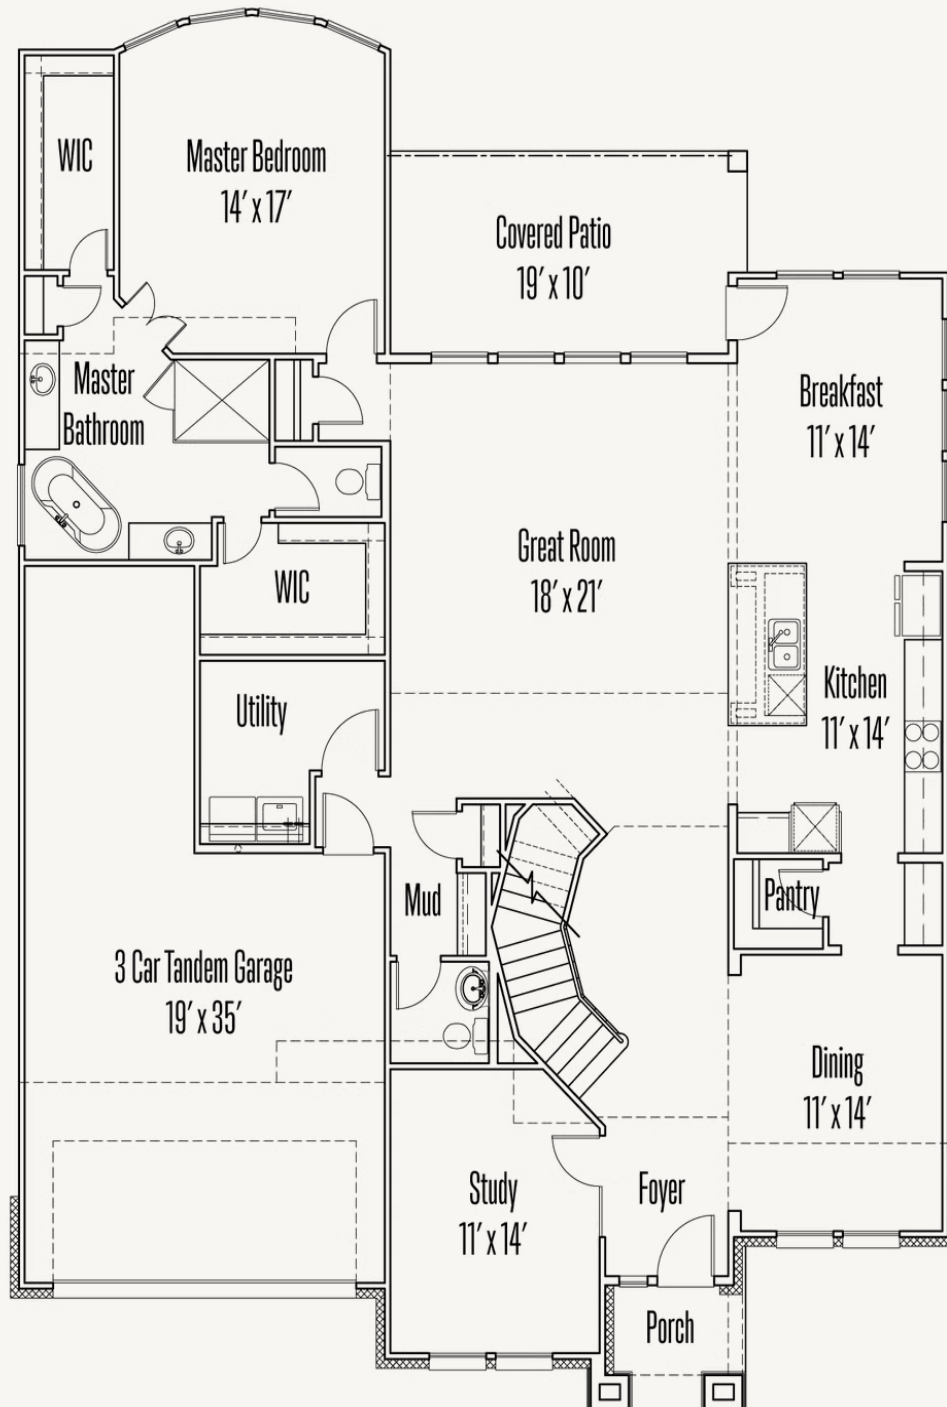 WIC
Master Bedroom
14' x 17'
Covered Patio
19' x 10'
Master
Bathroom
Breakfast
11' x 14'
Great Room
18' x 21'
WIC
Utility
Kitchen
11' x 14'
Mud
Pantry
3 Car Tandem Garage
19' x 35'
Dining
11' x 14'
Study
11' x 14'
Foyer
Porch